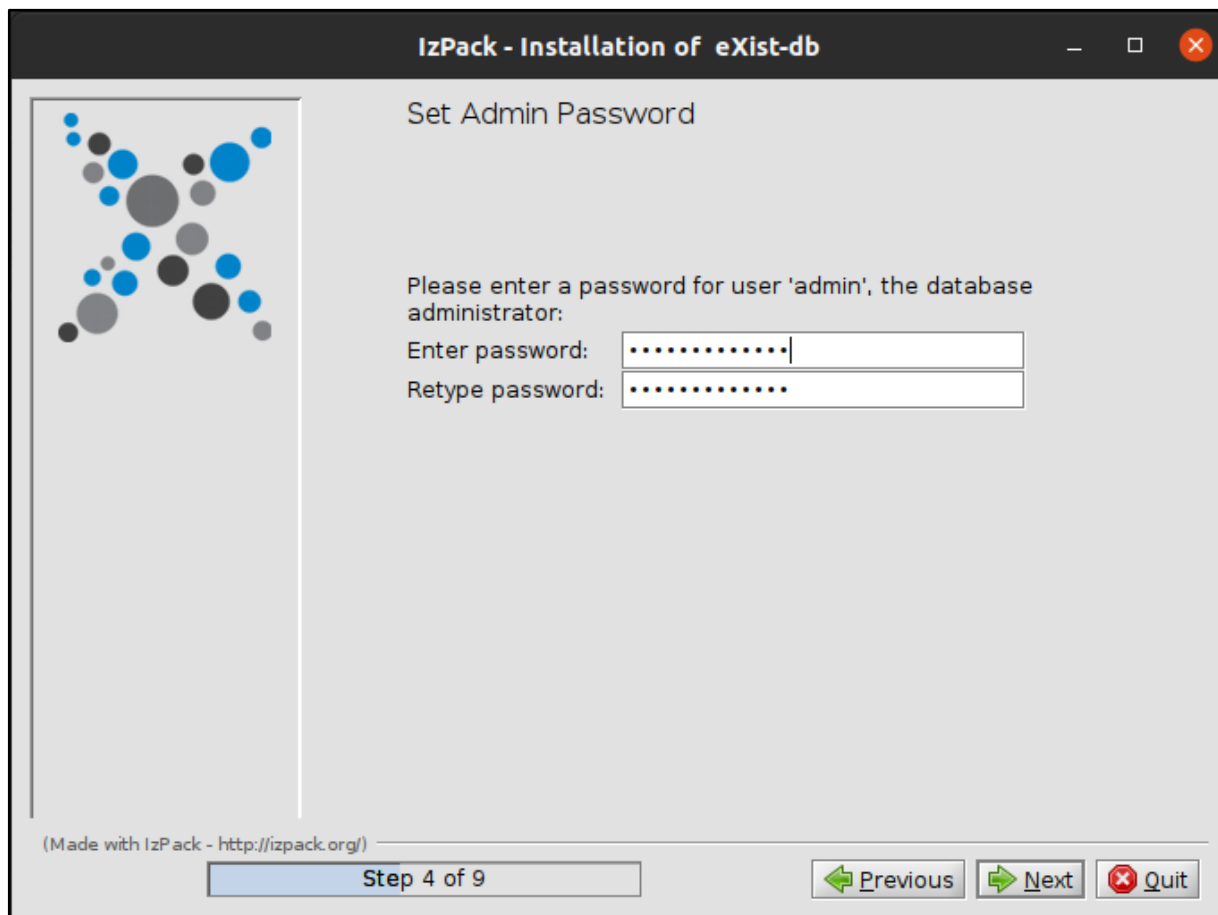 IzPack - Installation of eXist-db
Set Admin Password
Please enter a password for user 'admin', the database
administrator:
Enter password: •••••••••••••
Retype password: •••••••••••••
(Made with IzPack - http://izpack.org/)
Step 4 of 9
Previous
Next
Quit